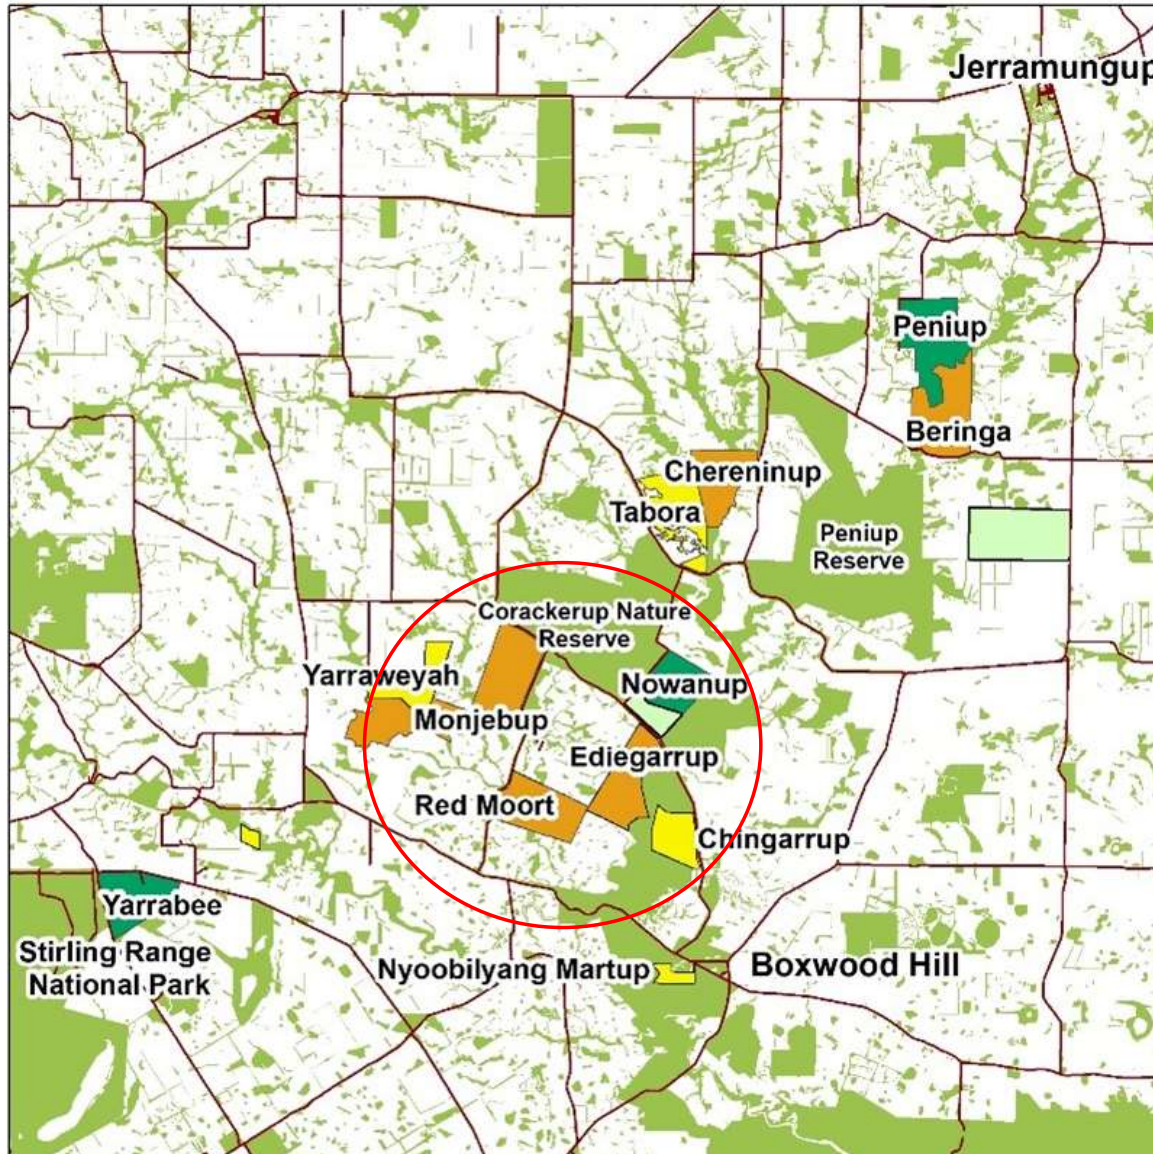 Jerramungup
Peniup
Beringa
Chereninup
Tabora
Peniup
Reserve
Corackerup Nature
Reserve
Yarraweyah
Nowanup
Monjebup
Ediegarrup
Red Moort
Chingarrup
Yarrabee
Stirling Range
National Park
Nyoobilyang Martup
Boxwood Hill